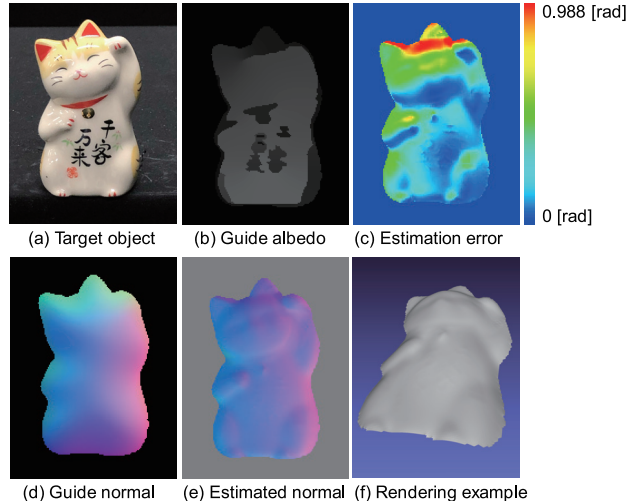 0.988 [rad]
千客
万来
0 [rad]
(a) Target object
(b) Guide albedo
(c) Estimation error
(d) Guide normal
(e) Estimated normal
(f) Rendering example